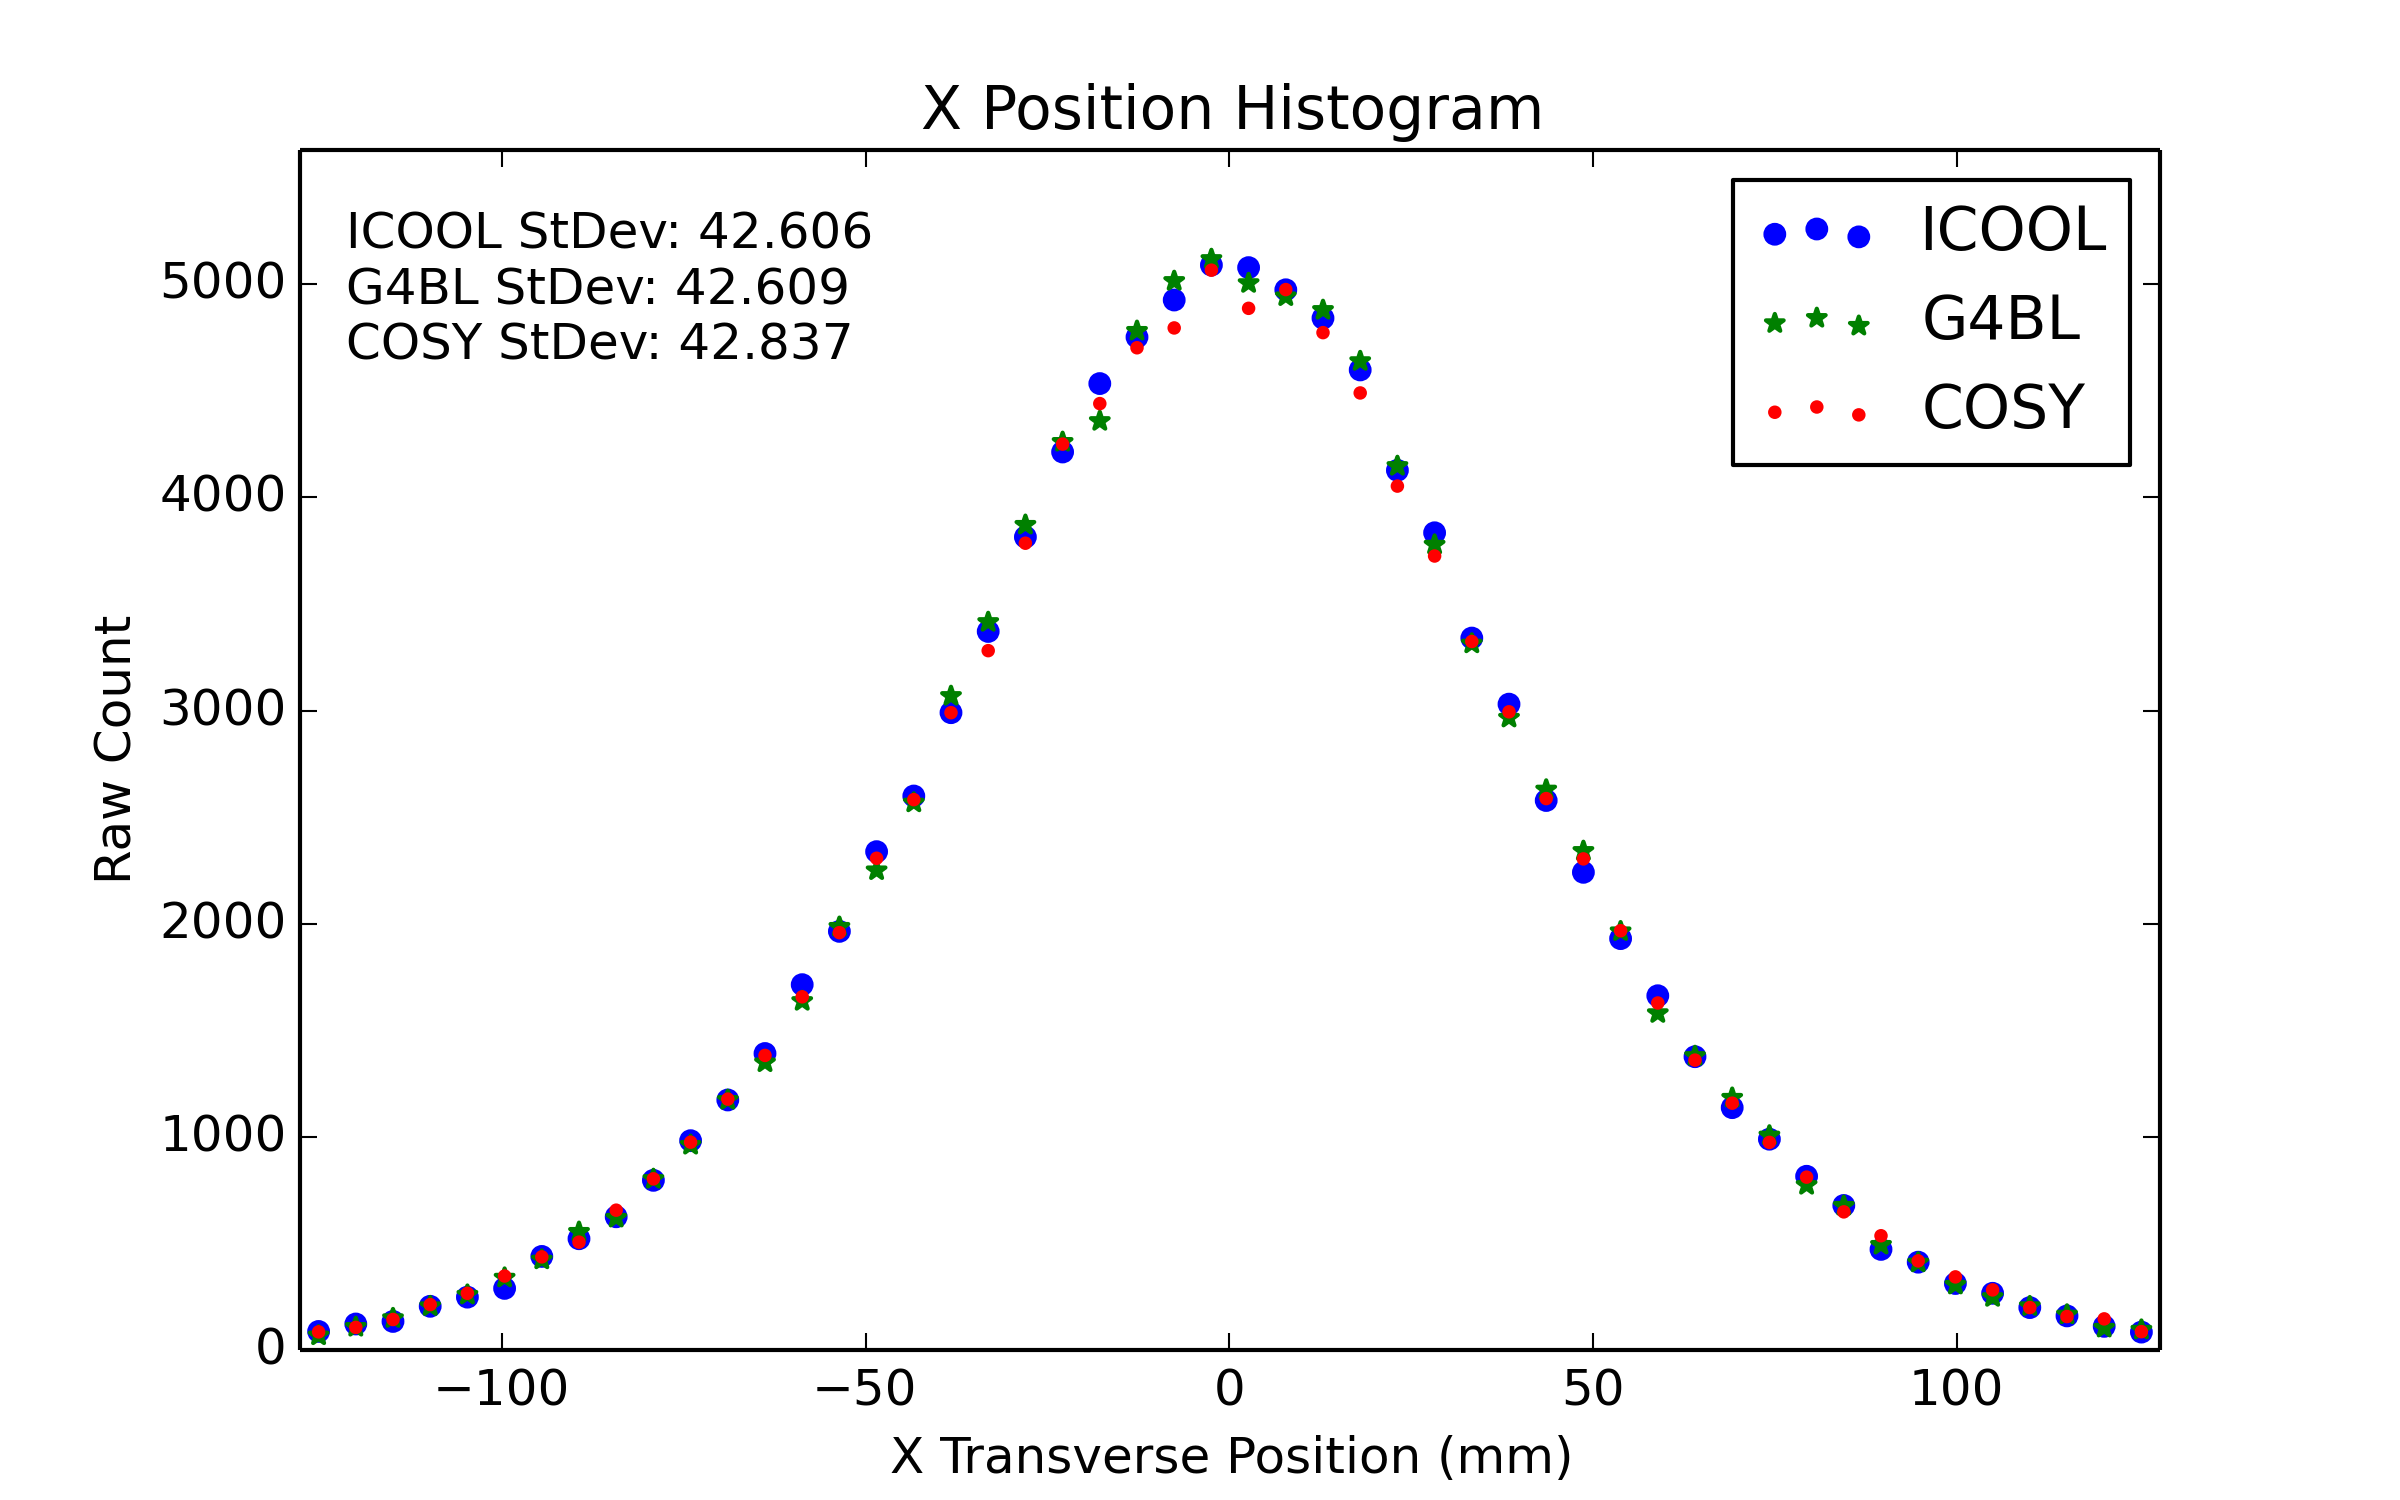 X Position Histogram
ICOOL StDev: 42.606
G4BL StDev: 42.609
COSY StDev: 42.837
ICOOL
G4BL
COSY
5000
4000
3000
2000
1000
0
Raw Count
−100 −50 0 50 100
X Transverse Position (mm)